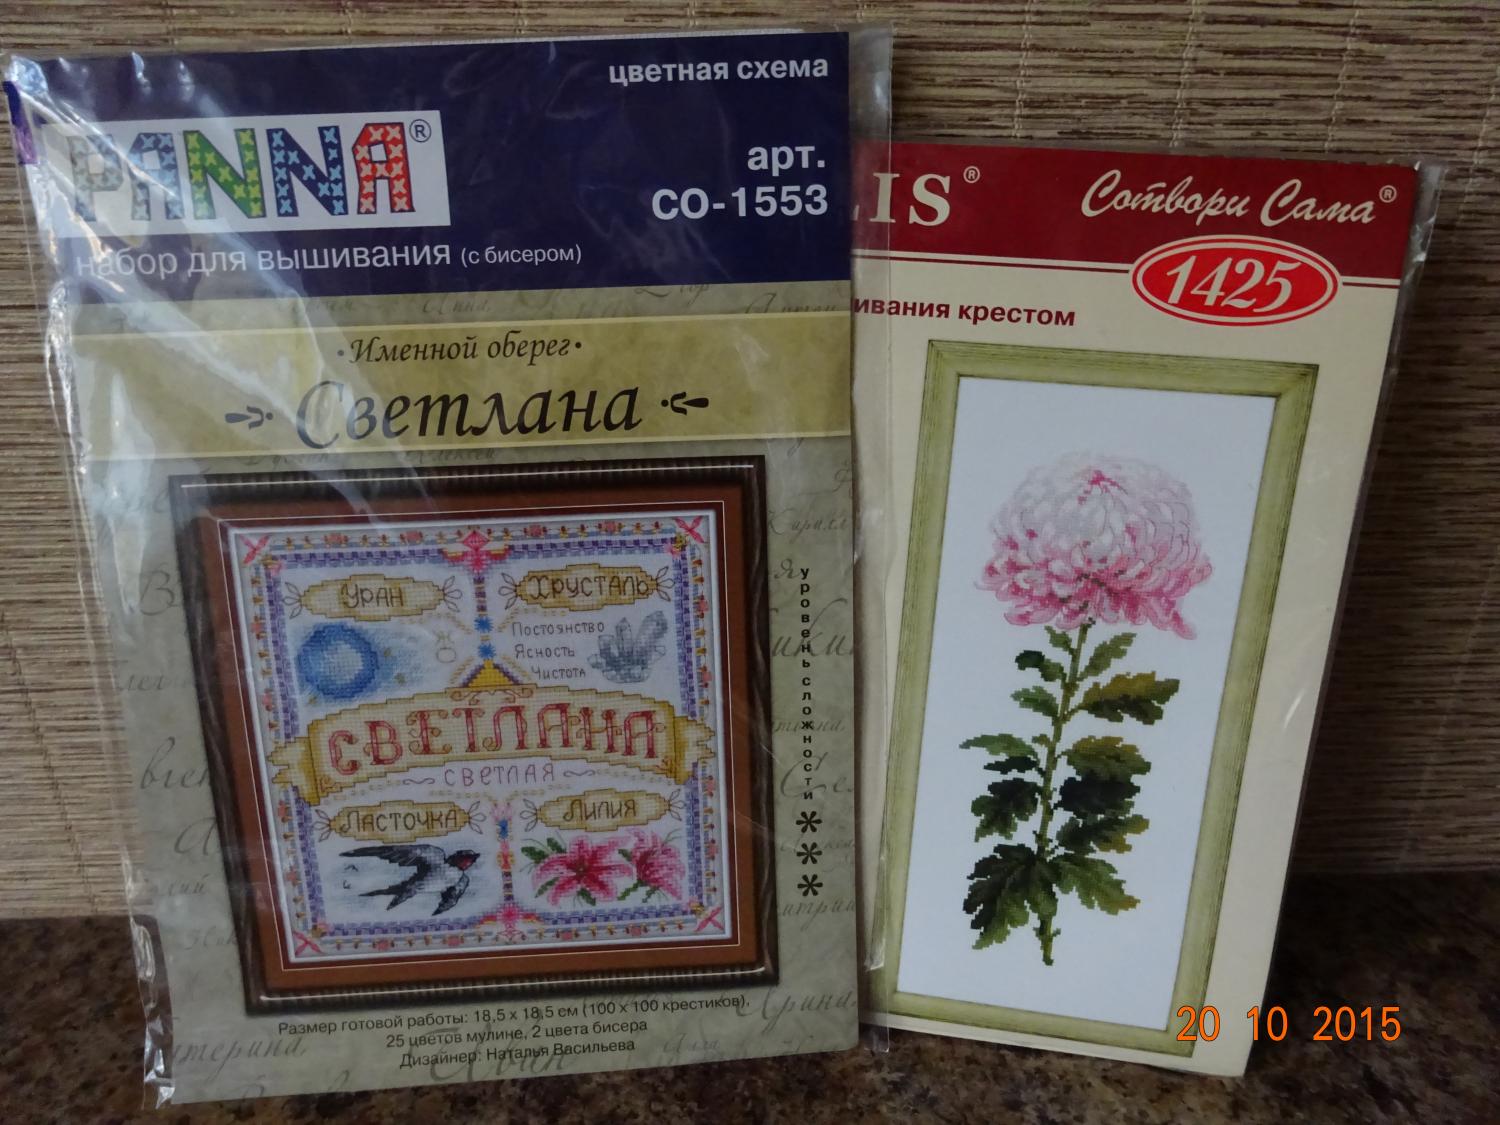 цветная схема
PANNA®
арт.
СО-1553
набор для вышивания (с бисером)
·Именной оберег·
Светлана
Уран
Хрусталь
Постоянство
Ясность
Чистота
СВЕТЛАНА
СВЕТЛАЯ
Ласточка
Лилия
уровень сложности
Размер готовой работы: 18,5 x 18,5 см (100 x 100 крестиков).
25 цветов мулине, 2 цвета бисера
Дизайнер: Наталья Васильева
LIS®
Сотвори Сама®
1425
ивания крестом
20 10 2015